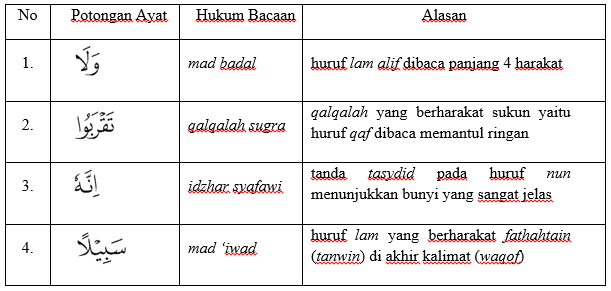 No Potongan Ayat Hukum Bacaan Alasan
1. وَلَا mad badal huruf lam alif dibaca panjang 4 harakat
2. تَقْرَبُوا qalqalah sugra qalqalah yang berharakat sukun yaitu
huruf qaf dibaca memantul ringan
3. اِنَّهٗ idzhar syafawi tanda tasydid pada huruf nun
menunjukkan bunyi yang sangat jelas
4. سَبِيْلًا mad ‘iwad huruf lam yang berharakat fathahtain
(tanwin) di akhir kalimat (waqof)